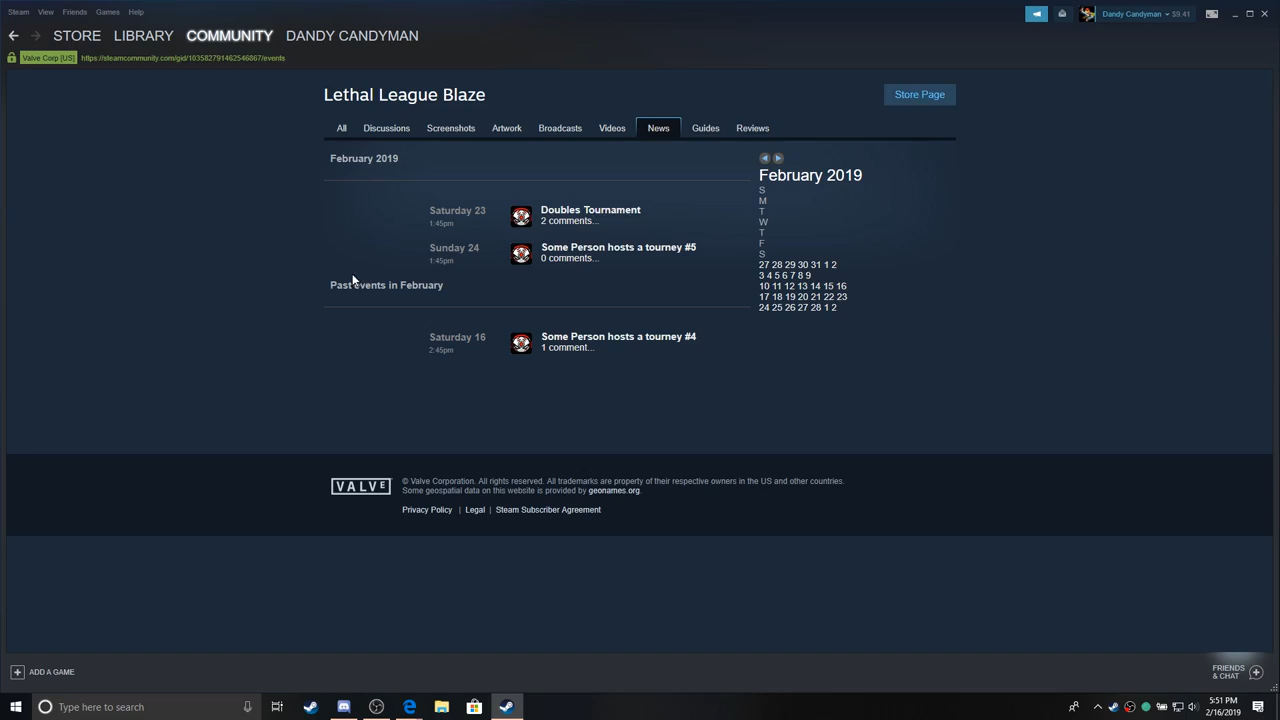 Steam View Friends Games Help
Dandy Candyman $9.41
STORE LIBRARY COMMUNITY DANDY CANDYMAN
Valve Corp [US] https://steamcommunity.com/gid/103582791462546867/events
Lethal League Blaze
Store Page
All Discussions Screenshots Artwork Broadcasts Videos News Guides Reviews
February 2019
Saturday 23
1:45pm
Doubles Tournament
2 comments...
Sunday 24
1:45pm
Some Person hosts a tourney #5
0 comments...
Past events in February
Saturday 16
2:45pm
Some Person hosts a tourney #4
1 comment...
February 2019
S
M
T
W
T
F
S
27 28 29 30 31 1 2
3 4 5 6 7 8 9
10 11 12 13 14 15 16
17 18 19 20 21 22 23
24 25 26 27 28 1 2
VALVE
© Valve Corporation. All rights reserved. All trademarks are property of their respective owners in the US and other countries.
Some geospatial data on this website is provided by geonames.org.
Privacy Policy | Legal | Steam Subscriber Agreement
ADD A GAME
FRIENDS
& CHAT
Type here to search
5:51 PM
2/16/2019